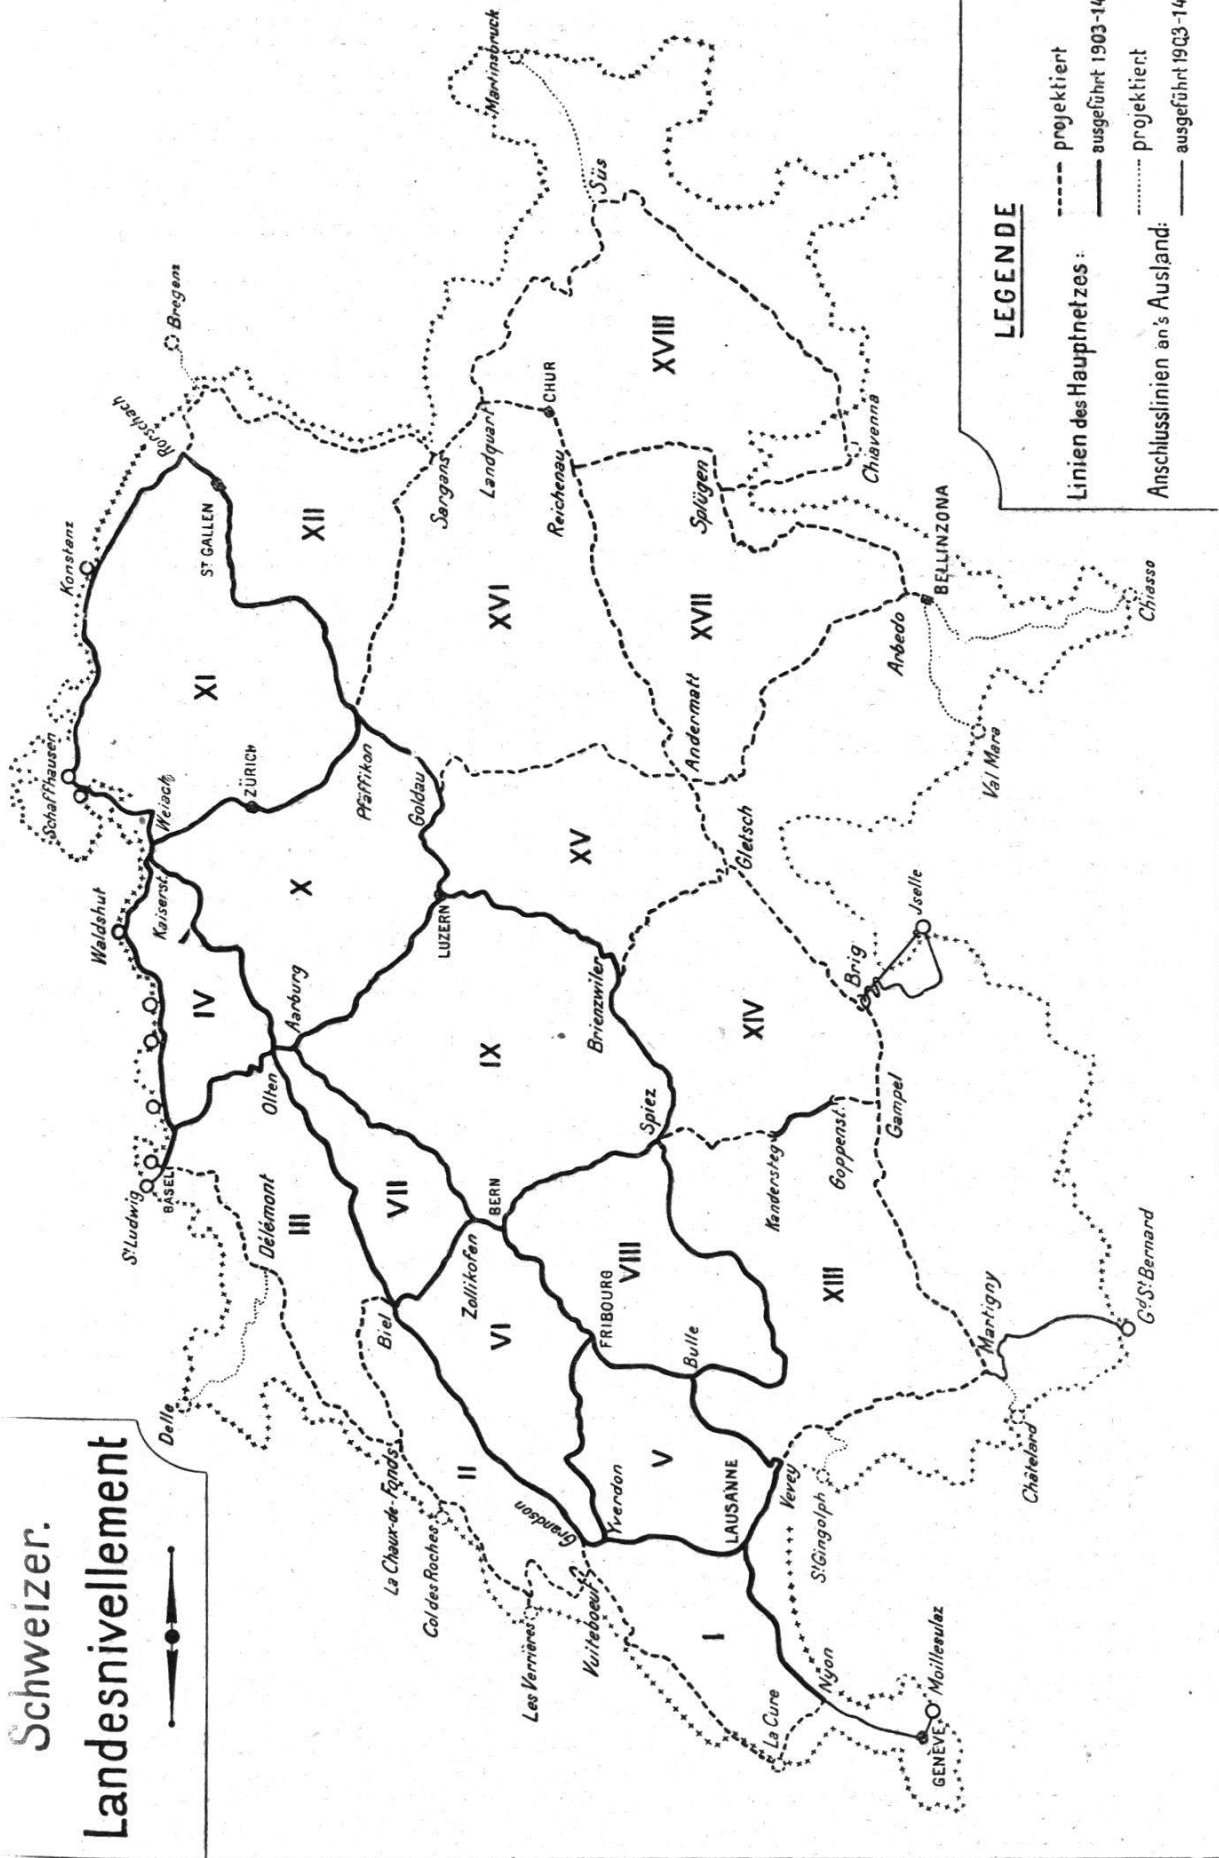 Schweizer.
Landesnivellement
Schaffhausen
Konstanz
Rorschach
Bregenz
Waldshut
Weiach
Kaiserst.
St. Ludwig
BASEL
IV
XI
ST GALLEN
XII
ZÜRICH
Delle
Délémont
III
Olten
Aarburg
X
Pfäffikon
Goldau
Sargans
Landquart
Martinsbruck
Süs
La Chaux-de-Fonds
Col des Roches
Biel
VII
LUZERN
XVI
CHUR
Reichenau
II
VI
Zollikofen
BERN
IX
XV
XVIII
Les Verrières
Grandson
Vuiteboeuf
Yverdon
FRIBOURG
VIII
Spiez
Brienzwiler
Andermatt
XVII
Splügen
I
V
Bulle
LAUSANNE
Vevey
Kandersteg
XIV
Gletsch
La Cure
Nyon
St. Gingolph
XIII
Goppenst.
Gampel
Brig
Jselle
Arbedo
BELLINZONA
Chiavenna
GENÈVE
Moillesulaz
Martigny
Châtelard
Gd. St. Bernard
Val Mara
Chiasso
LEGENDE
Linien des Hauptnetzes:
projektiert
ausgeführt 1903-14
Anschlusslinien an's Ausland:
projektiert
ausgeführt 1903-14